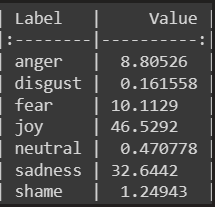 | Label   |      Value |
|:--------|-----------:|
| anger   |   8.80526  |
| disgust |   0.161558 |
| fear    |  10.1129   |
| joy     |  46.5292   |
| neutral |   0.470778 |
| sadness |  32.6442   |
| shame   |   1.24943  |